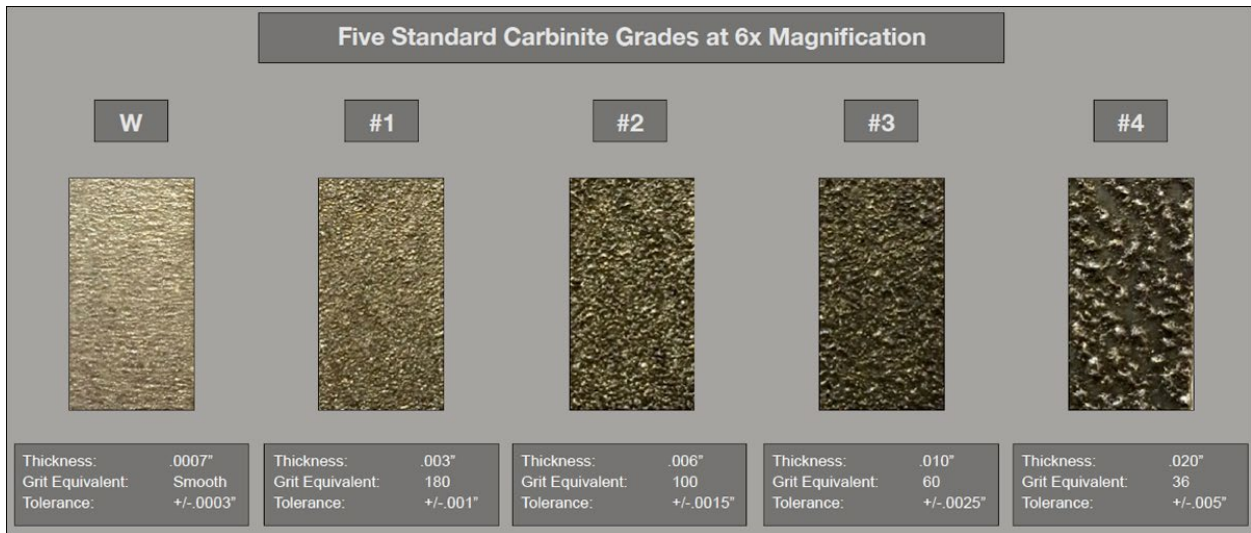 Five Standard Carbinite Grades at 6x Magnification
W
#1
#2
#3
#4
Thickness: .0007”
Grit Equivalent: Smooth
Tolerance: +/-.0003”
Thickness: .003”
Grit Equivalent: 180
Tolerance: +/-.001”
Thickness: .006”
Grit Equivalent: 100
Tolerance: +/-.0015”
Thickness: .010”
Grit Equivalent: 60
Tolerance: +/-.0025”
Thickness: .020”
Grit Equivalent: 36
Tolerance: +/-.005”